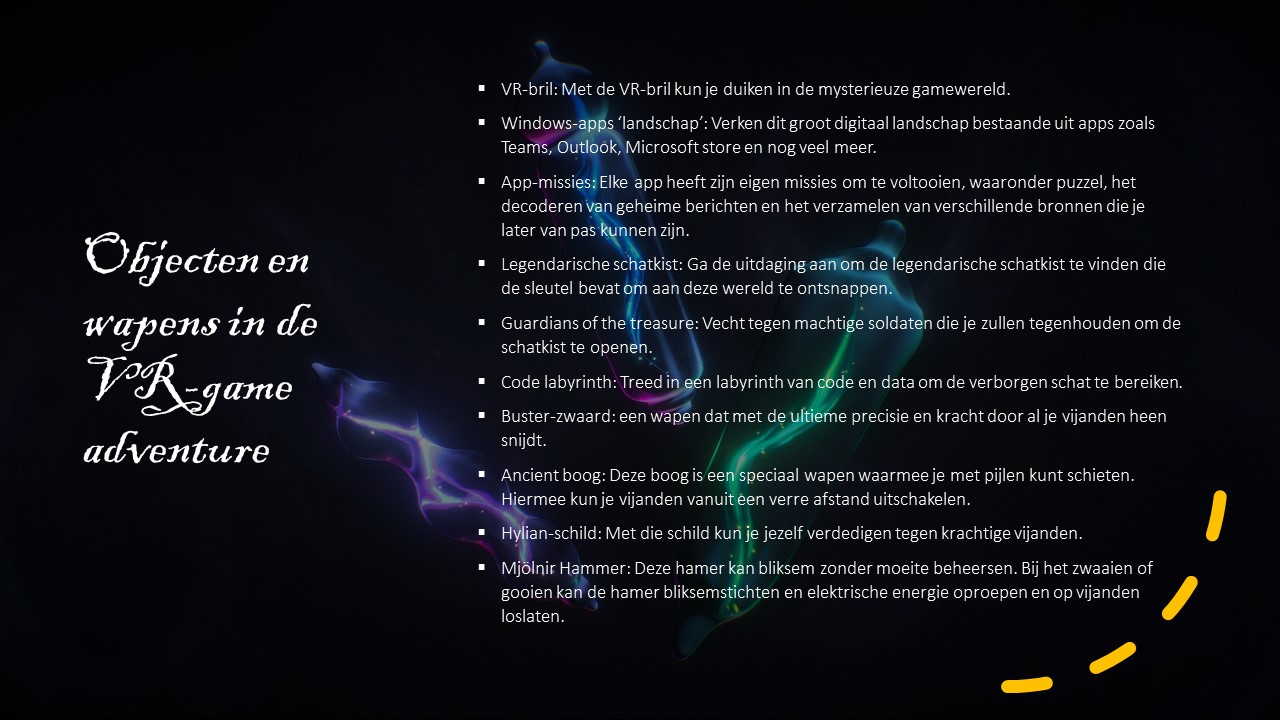 Objecten en
wapens in de
VR-game
adventure
▪ VR-bril: Met de VR-bril kun je duiken in de mysterieuze gamewereld.
▪ Windows-apps ‘landschap’: Verken dit groot digitaal landschap bestaande uit apps zoals
Teams, Outlook, Microsoft store en nog veel meer.
▪ App-missies: Elke app heeft zijn eigen missies om te voltooien, waaronder puzzel, het
decoderen van geheime berichten en het verzamelen van verschillende bronnen die je
later van pas kunnen zijn.
▪ Legendarische schatkist: Ga de uitdaging aan om de legendarische schatkist te vinden die
de sleutel bevat om aan deze wereld te ontsnappen.
▪ Guardians of the treasure: Vecht tegen machtige soldaten die je zullen tegenhouden om de
schatkist te openen.
▪ Code labyrinth: Treed in een labyrinth van code en data om de verborgen schat te bereiken.
▪ Buster-zwaard: een wapen dat met de ultieme precisie en kracht door al je vijanden heen
snijdt.
▪ Ancient boog: Deze boog is een speciaal wapen waarmee je met pijlen kunt schieten.
Hiermee kun je vijanden vanuit een verre afstand uitschakelen.
▪ Hylian-schild: Met die schild kun je jezelf verdedigen tegen krachtige vijanden.
▪ Mjölnir Hammer: Deze hamer kan bliksem zonder moeite beheersen. Bij het zwaaien of
gooien kan de hamer bliksemstichten en elektrische energie oproepen en op vijanden
loslaten.